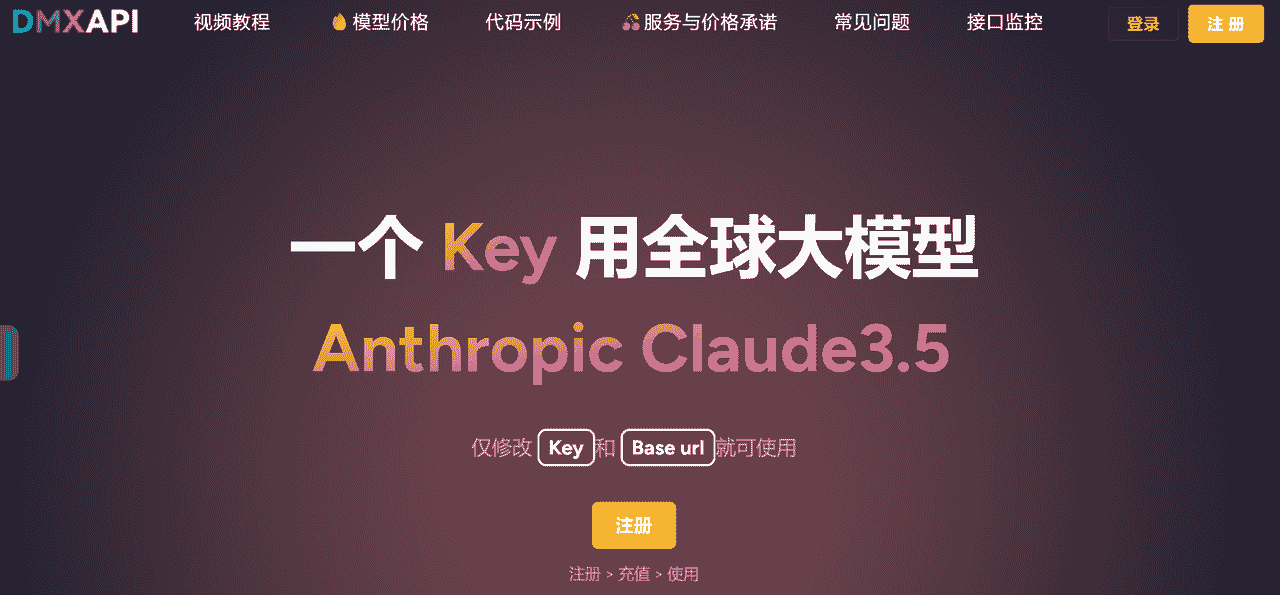 DMXAPI 视频教程 模型价格 代码示例 服务与价格承诺 常见问题 接口监控 登录 注 册
一个 Key 用全球大模型
Anthropic Claude3.5
仅修改 Key 和 Base url 就可使用
注册
注册 > 充值 > 使用